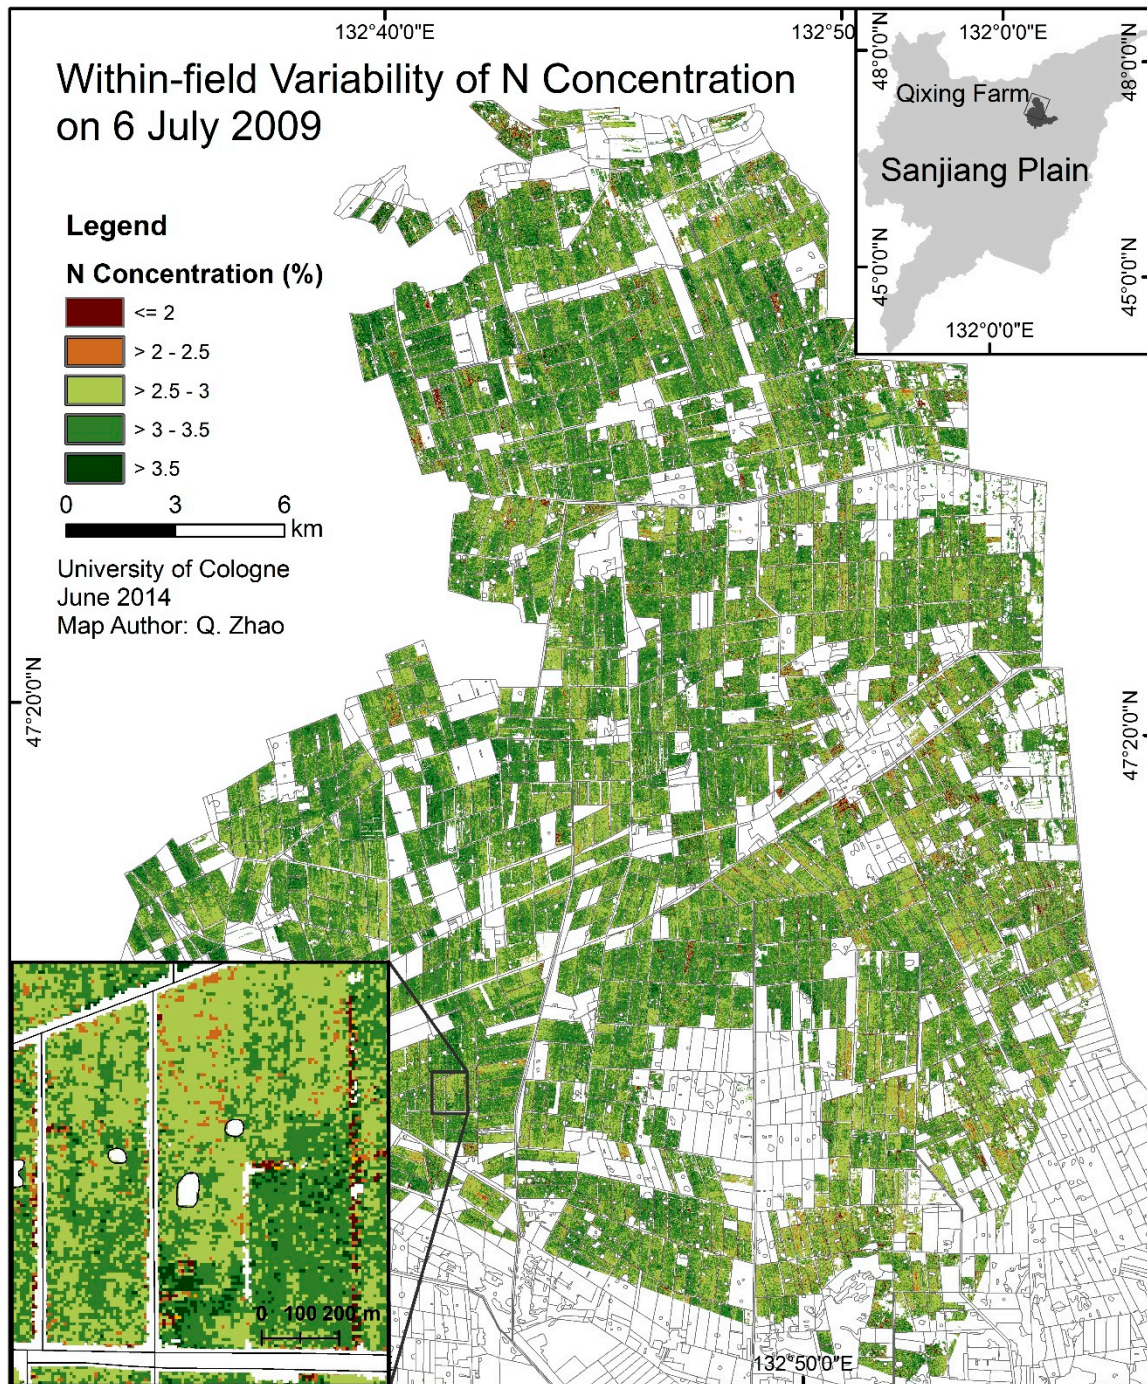 132°40'0"E
132°50
Within-field Variability of N Concentration
on 6 July 2009
Legend
N Concentration (%)
<= 2
> 2 - 2.5
> 2.5 - 3
> 3 - 3.5
> 3.5
0 3 6
km
University of Cologne
June 2014
Map Author: Q. Zhao
47°20'0"N
132°0'0"E
48°0'0"N
48°0'0"N
Qixing Farm
Sanjiang Plain
45°0'0"N
45°0'0"N
132°0'0"E
47°20'0"N
0 100 200 m
132°50'0"E